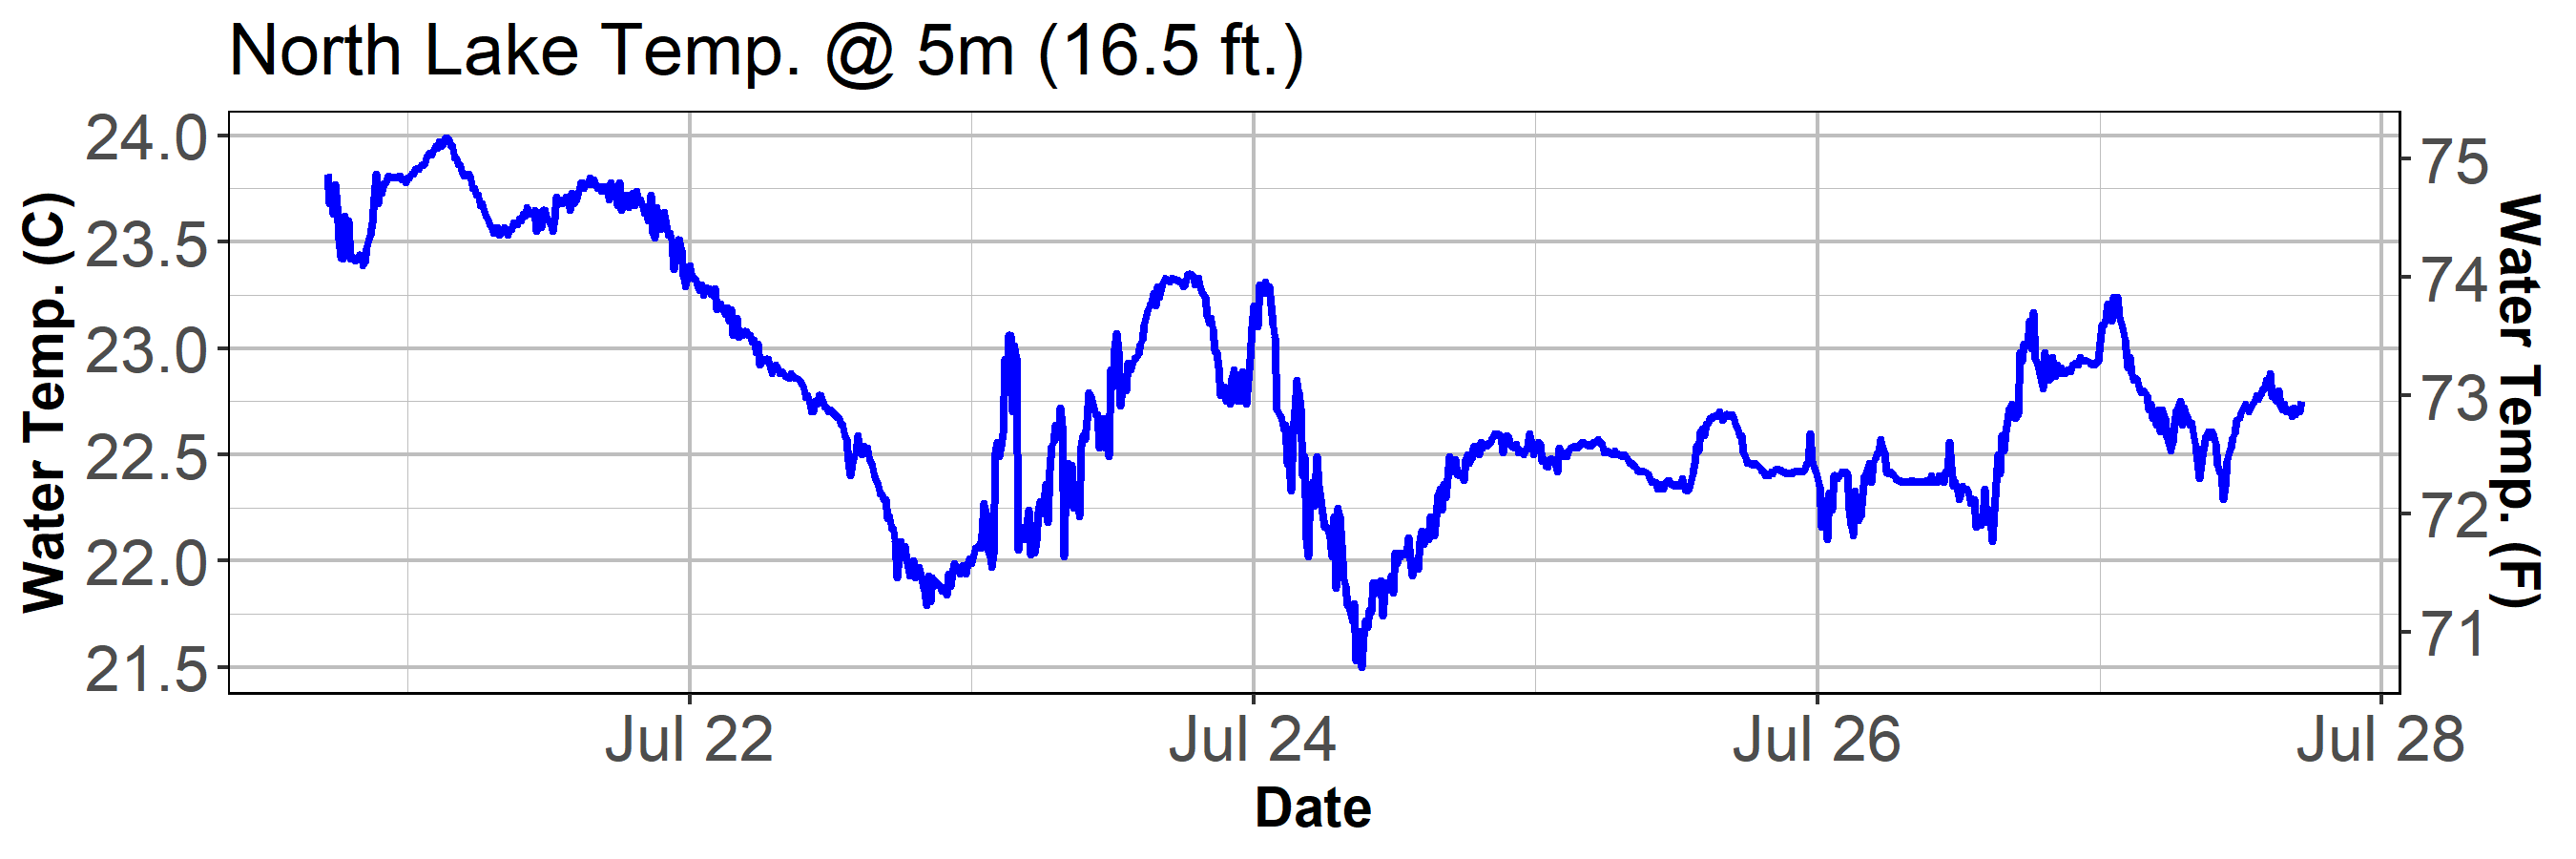 North Lake Temp. @ 5m (16.5 ft.)
24.0
23.5
23.0
22.5
22.0
21.5
Water Temp. (C)
75
74
73
72
71
Water Temp. (F)
Jul 22
Jul 24
Jul 26
Jul 28
Date